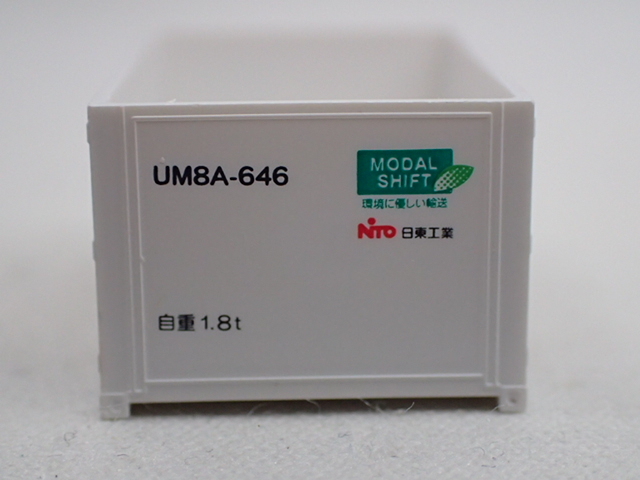 UM8A-646
MODAL
SHIFT
環境に優しい輸送
NITO 日東工業
自重1.8t